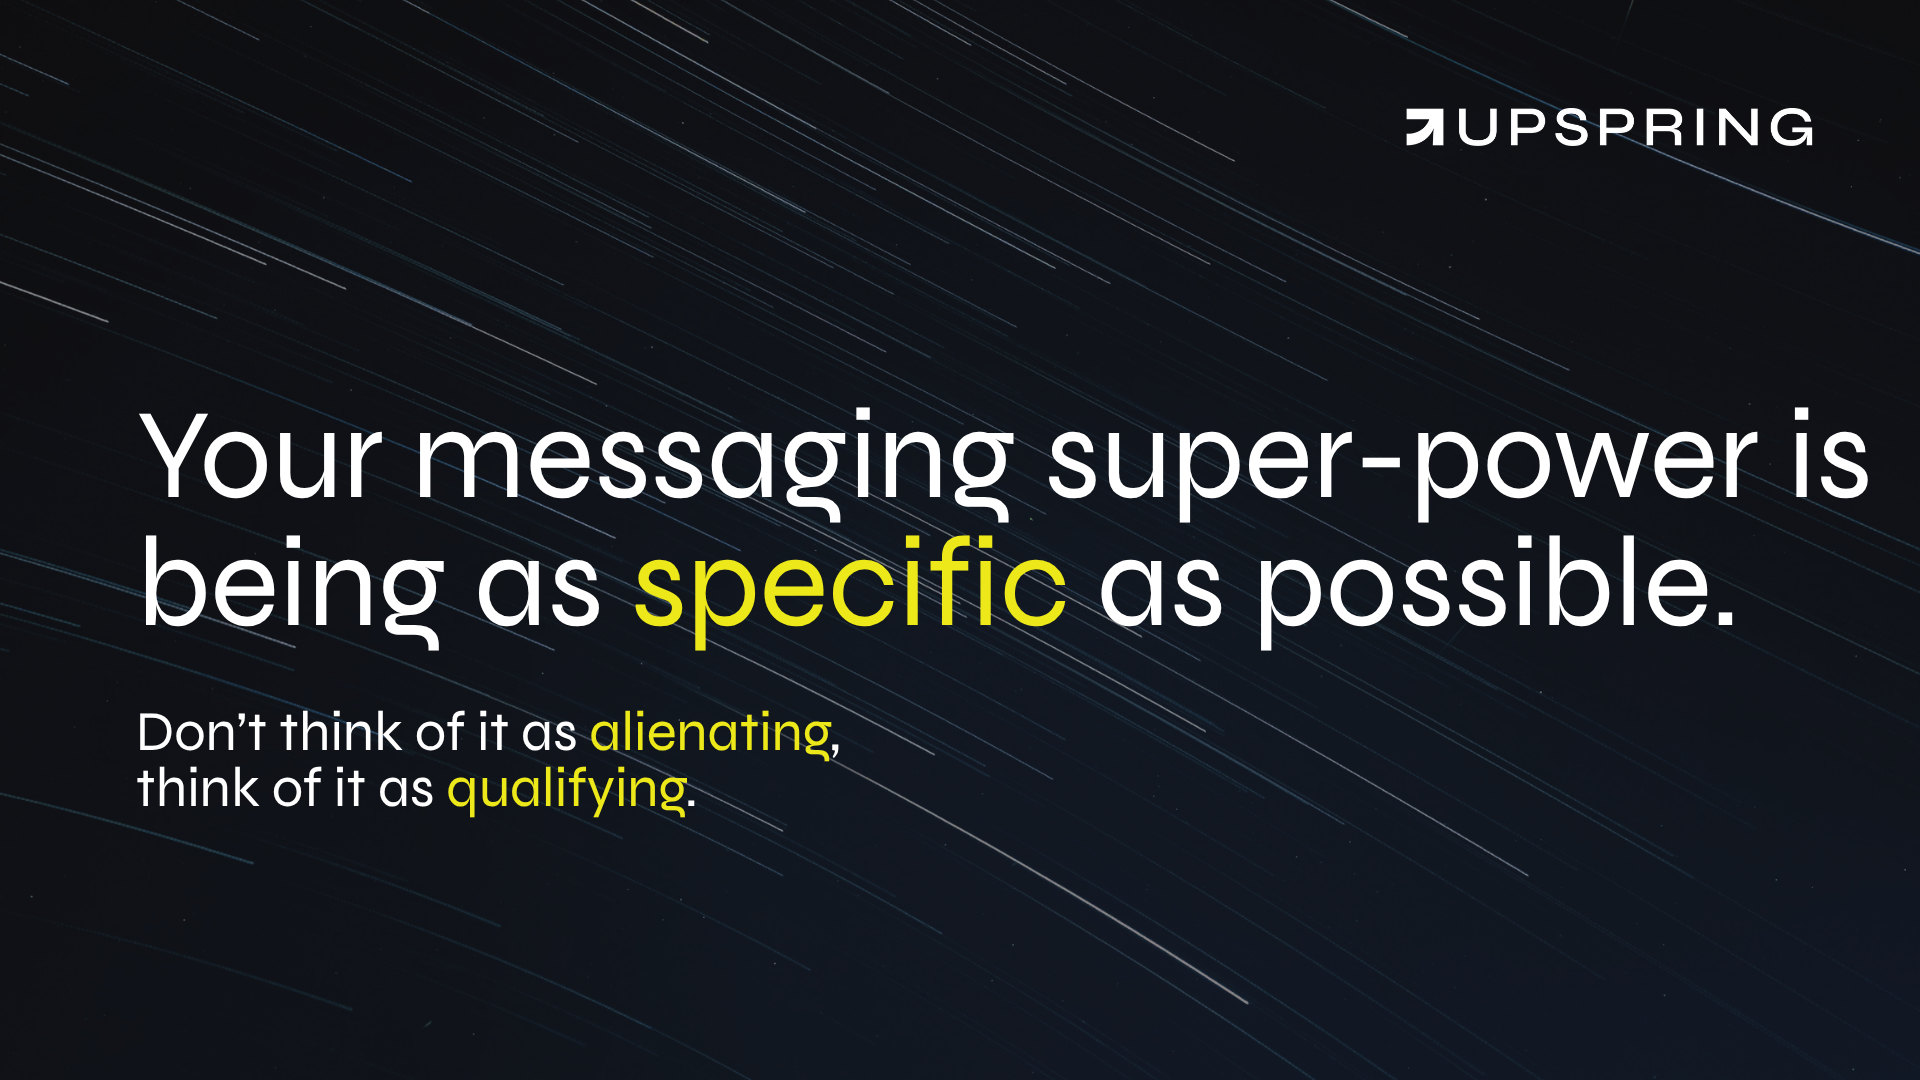 UPSPRING
Your messaging super-power is
being as specific as possible.
Don’t think of it as alienating,
think of it as qualifying.